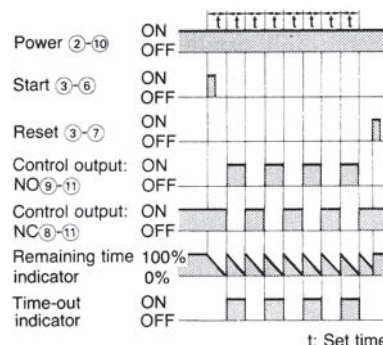 t t t t t t t t
Power ②-⑩ ON
OFF
Start ③-⑥ ON
OFF
Reset ③-⑦ ON
OFF
Control output: ON
NO⑨-⑪ OFF
Control output: ON
NC⑧-⑪ OFF
Remaining time 100%
indicator 0%
Time-out ON
indicator OFF
t: Set time